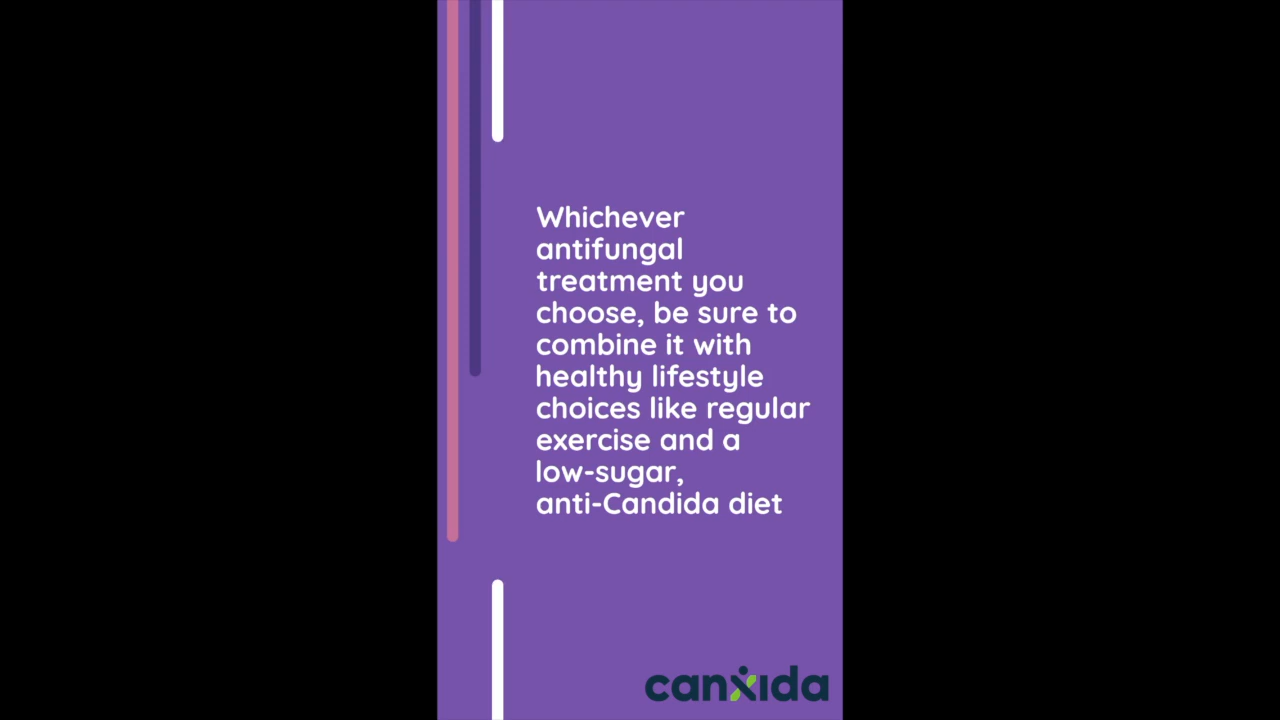 Whichever
antifungal
treatment you
choose, be sure to
combine it with
healthy lifestyle
choices like regular
exercise and a
low-sugar,
anti-Candida diet
canxida